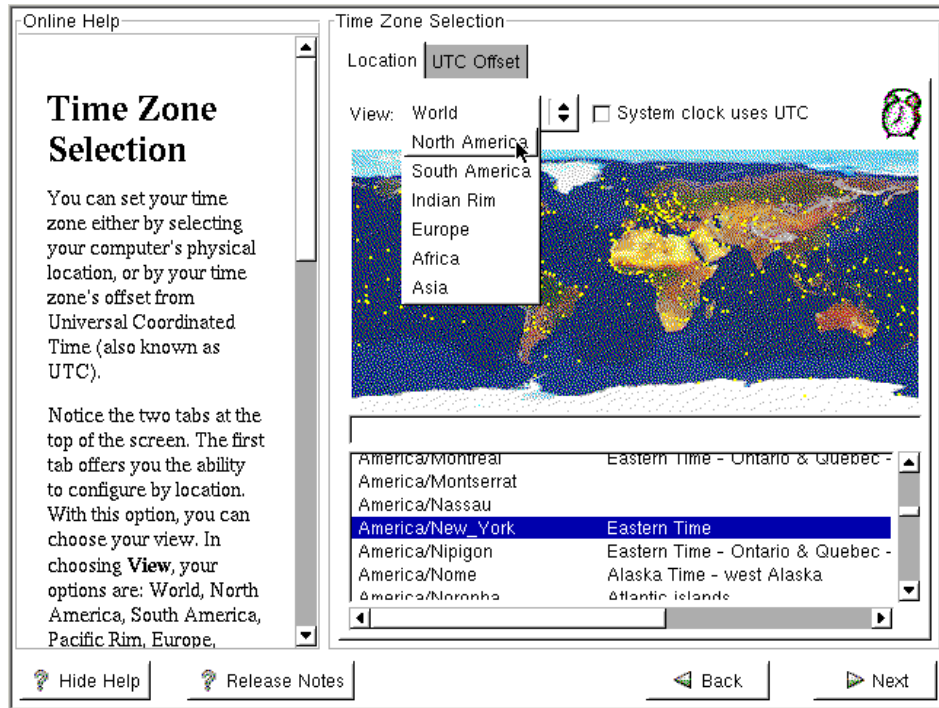 Online Help
Time Zone
Selection
You can set your time
zone either by selecting
your computer's physical
location, or by your time
zone's offset from
Universal Coordinated
Time (also known as
UTC).
Notice the two tabs at the
top of the screen. The first
tab offers you the ability
to configure by location.
With this option, you can
choose your view. In
choosing View, your
options are: World, North
America, South America,
Pacific Rim, Europe,
Time Zone Selection
Location
UTC Offset
View:
World
System clock uses UTC
North America
South America
Indian Rim
Europe
Africa
Asia
America/Montreal Eastern Time - Ontario & Quebec -
America/Montserrat
America/Nassau
America/New_York Eastern Time
America/Nipigon Eastern Time - Ontario & Quebec -
America/Nome Alaska Time - west Alaska
America/Noronha Atlantic islands
Hide Help
Release Notes
Back
Next